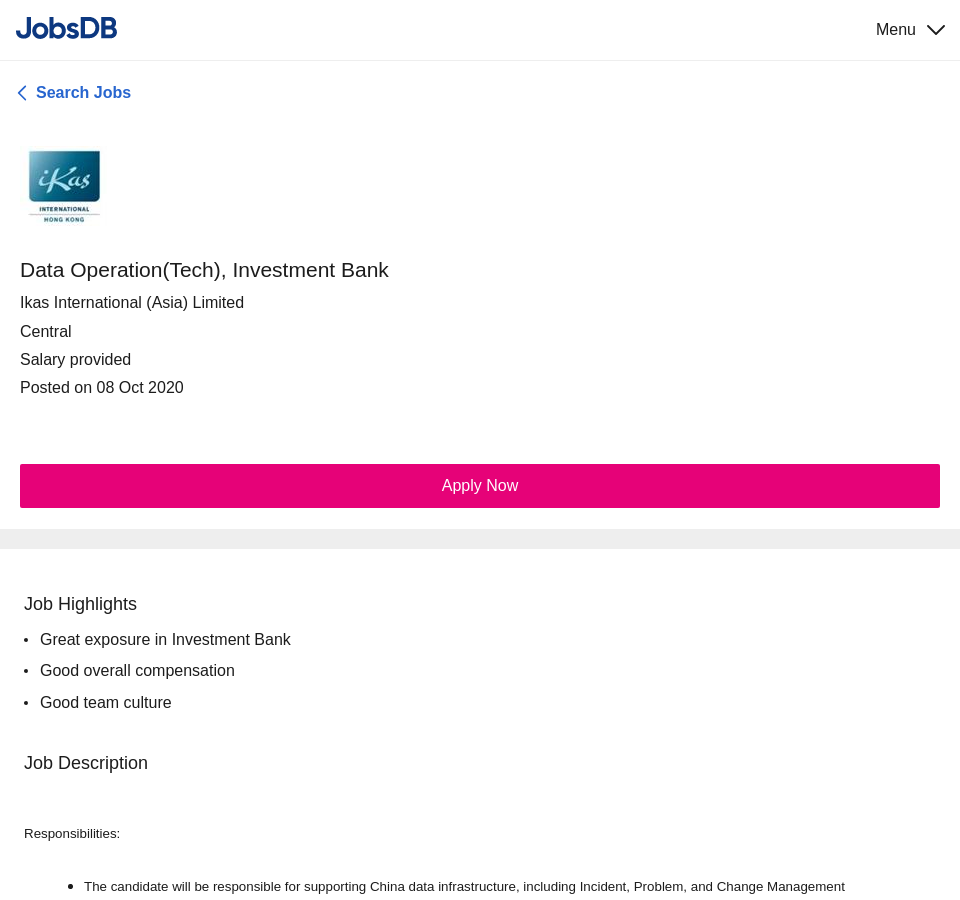 JobsDB
Menu
Search Jobs
iKas
INTERNATIONAL
HONG KONG
Data Operation(Tech), Investment Bank
Ikas International (Asia) Limited
Central
Salary provided
Posted on 08 Oct 2020
Apply Now
Job Highlights
• Great exposure in Investment Bank
• Good overall compensation
• Good team culture
Job Description
Responsibilities:
• The candidate will be responsible for supporting China data infrastructure, including Incident, Problem, and Change Management